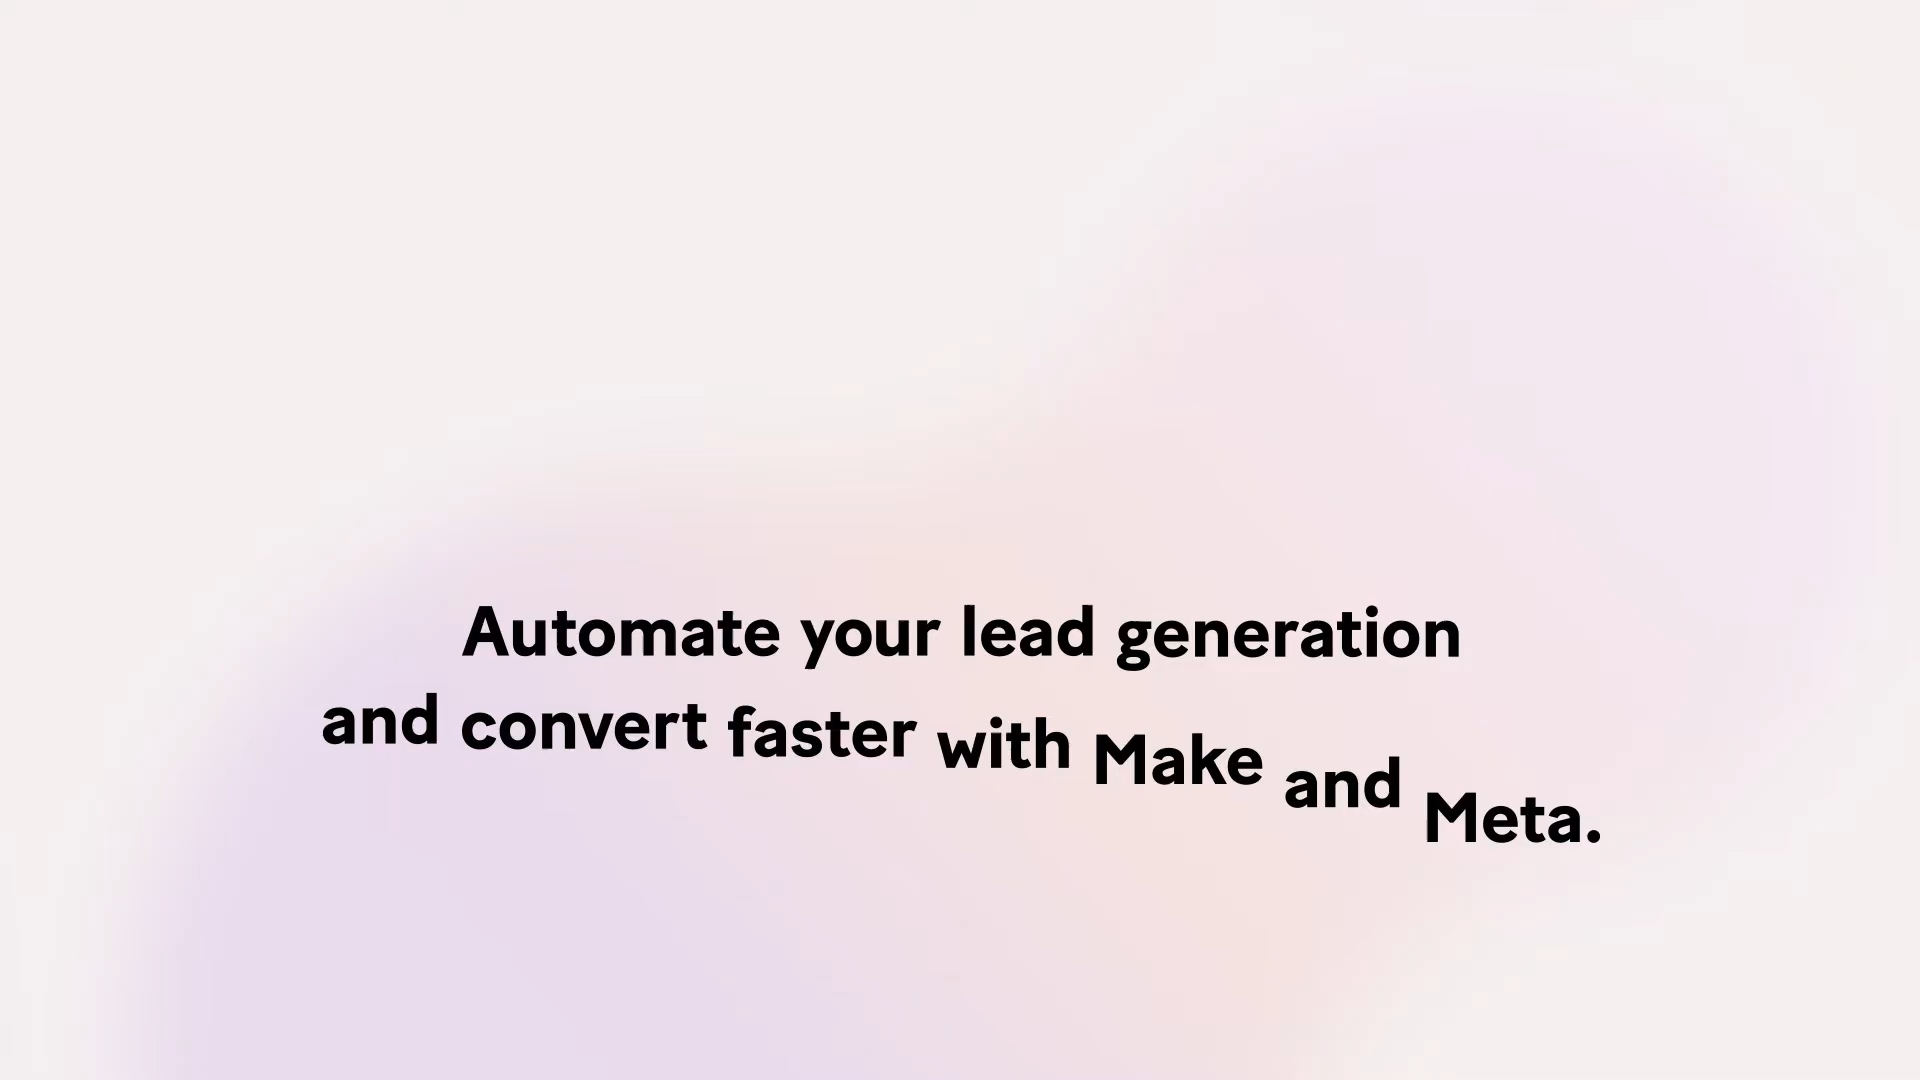 Automate your lead generation
and convert faster with Make and Meta.